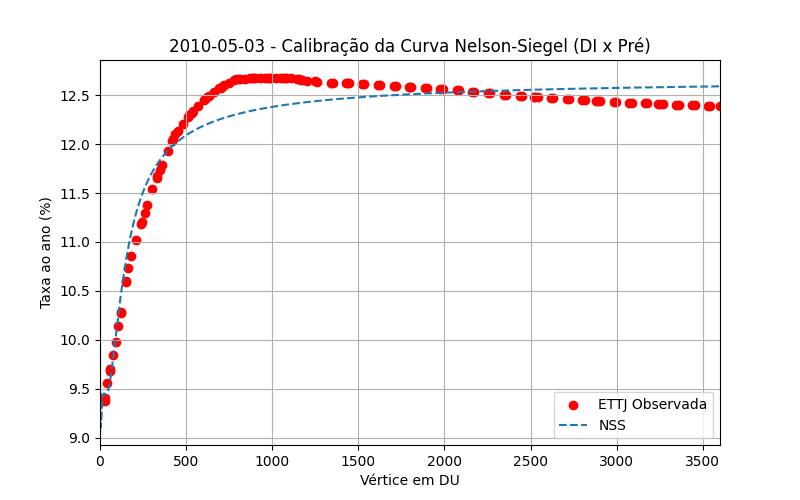 2010-05-03 - Calibração da Curva Nelson-Siegel (DI x Pré)
Taxa ao ano (%)
12.5
12.0
11.5
11.0
10.5
10.0
9.5
9.0
0 500 1000 1500 2000 2500 3000 3500
Vértice em DU
ETTJ Observada
NSS